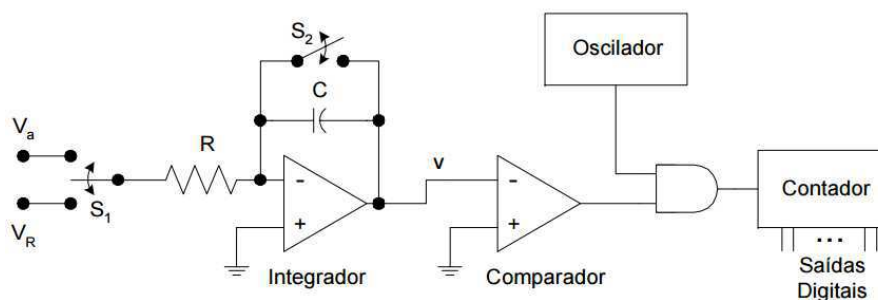 S2
Oscilador
C
Va
R
v
Contador
S1
VR
- +
- +
Integrador
Comparador
...
Saídas
Digitais